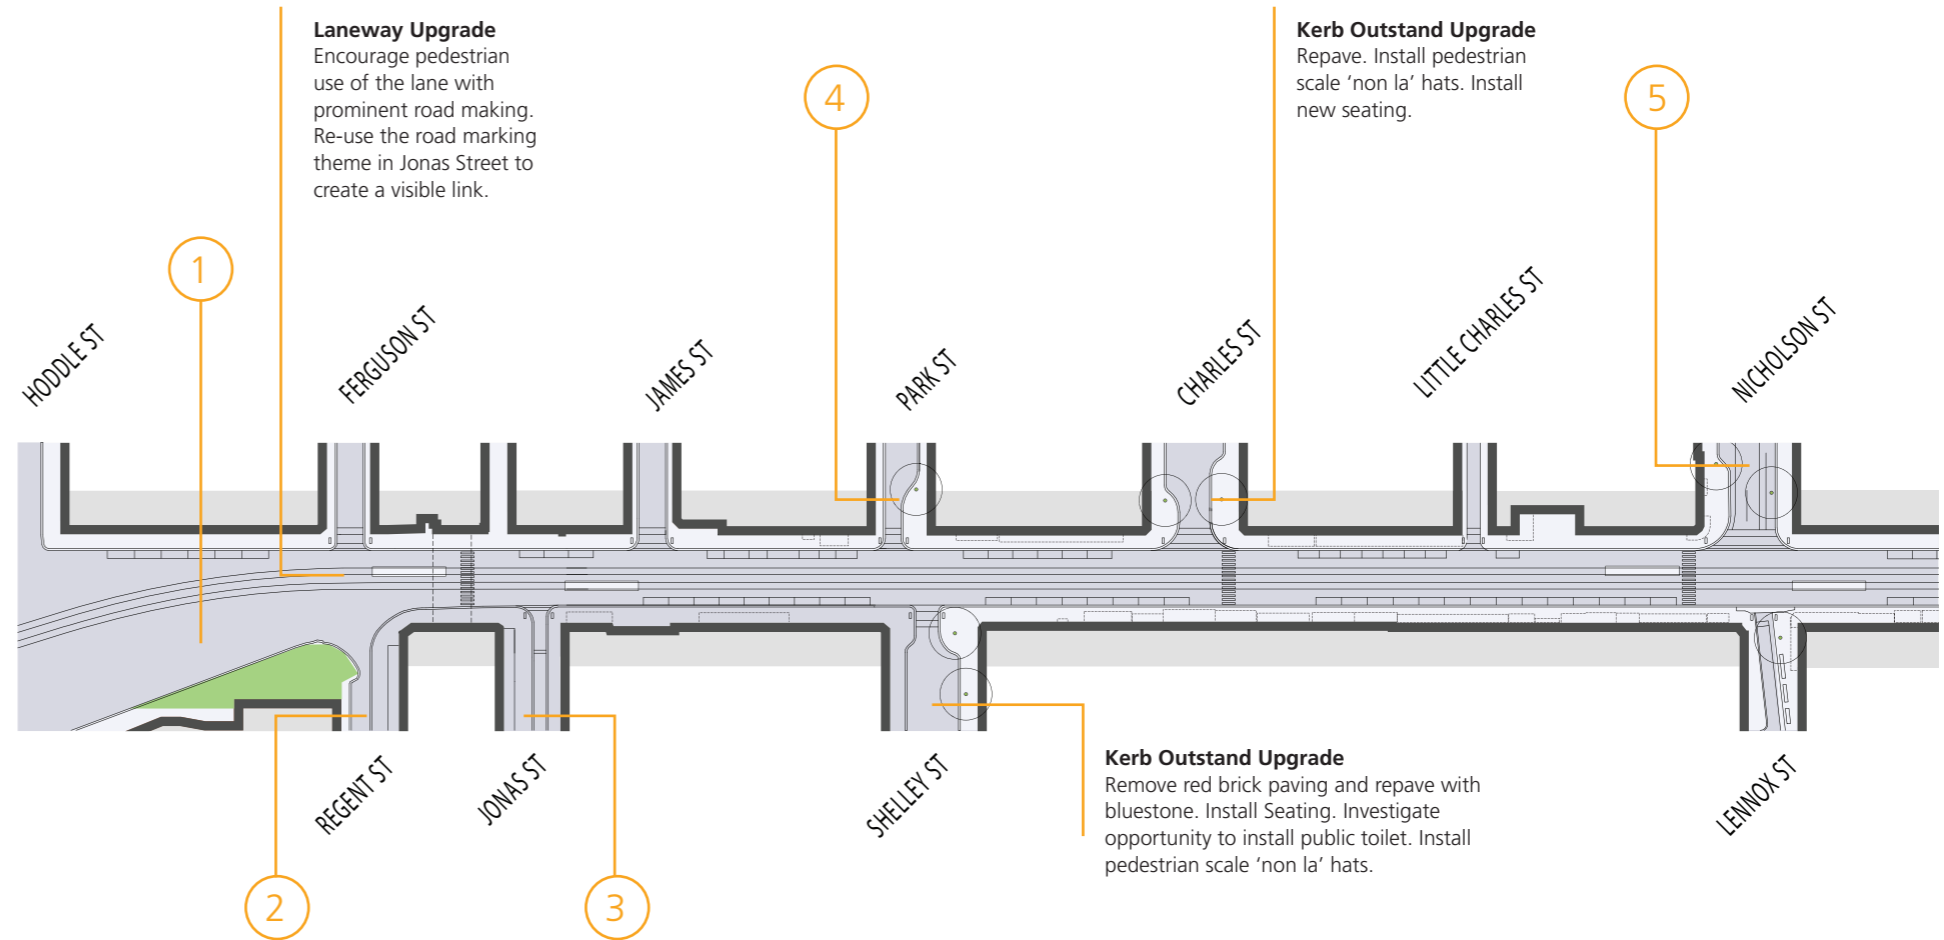 Laneway Upgrade
Encourage pedestrian
use of the lane with
prominent road making.
Re-use the road marking
theme in Jonas Street to
create a visible link.
Kerb Outstand Upgrade
Repave. Install pedestrian
scale ‘non la’ hats. Install
new seating.
4
5
1
HODDLE ST
FERGUSON ST
JAMES ST
PARK ST
CHARLES ST
LITTLE CHARLES ST
NICHOLSON ST
REGENT ST
JONAS ST
SHELLEY ST
LENNOX ST
Kerb Outstand Upgrade
Remove red brick paving and repave with
bluestone. Install Seating. Investigate
opportunity to install public toilet. Install
pedestrian scale ‘non la’ hats.
2
3